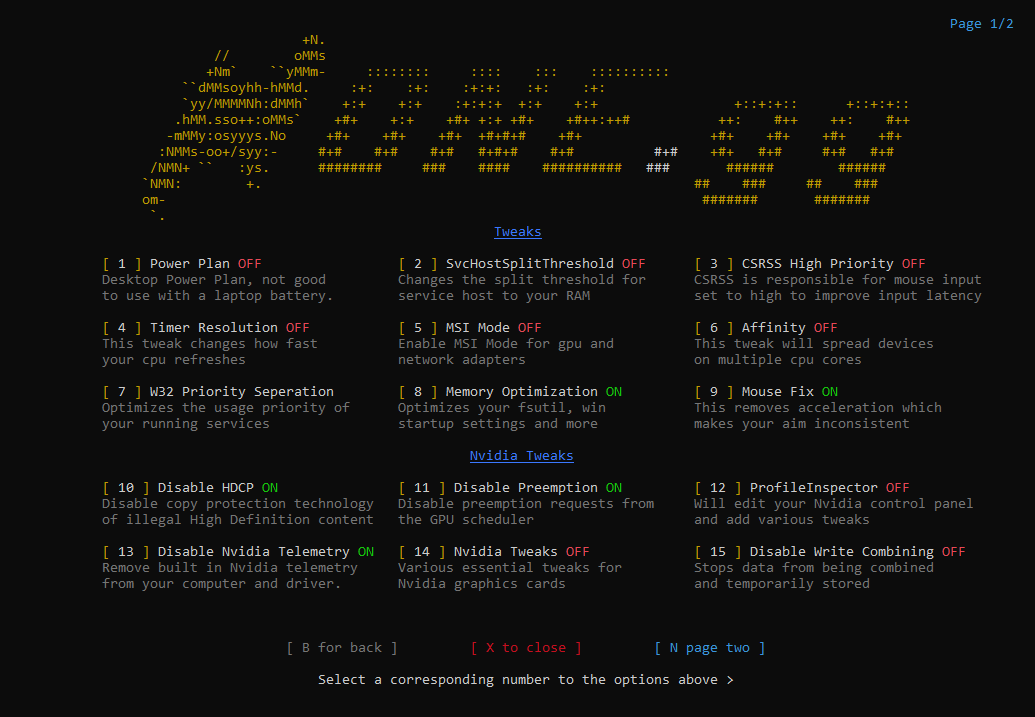 Page 1/2
Tweaks
[ 1 ] Power Plan OFF
Desktop Power Plan, not good
to use with a laptop battery.
[ 2 ] SvcHostSplitThreshold OFF
Changes the split threshold for
service host to your RAM
[ 3 ] CSRSS High Priority OFF
CSRSS is responsible for mouse input
set to high to improve input latency
[ 4 ] Timer Resolution OFF
This tweak changes how fast
your cpu refreshes
[ 5 ] MSI Mode OFF
Enable MSI Mode for gpu and
network adapters
[ 6 ] Affinity OFF
This tweak will spread devices
on multiple cpu cores
[ 7 ] W32 Priority Seperation
Optimizes the usage priority of
your running services
[ 8 ] Memory Optimization ON
Optimizes your fsutil, win
startup settings and more
[ 9 ] Mouse Fix ON
This removes acceleration which
makes your aim inconsistent
Nvidia Tweaks
[ 10 ] Disable HDCP ON
Disable copy protection technology
of illegal High Definition content
[ 11 ] Disable Preemption ON
Disable preemption requests from
the GPU scheduler
[ 12 ] ProfileInspector OFF
Will edit your Nvidia control panel
and add various tweaks
[ 13 ] Disable Nvidia Telemetry ON
Remove built in Nvidia telemetry
from your computer and driver.
[ 14 ] Nvidia Tweaks OFF
Various essential tweaks for
Nvidia graphics cards
[ 15 ] Disable Write Combining OFF
Stops data from being combined
and temporarily stored
[ B for back ]
[ X to close ]
[ N page two ]
Select a corresponding number to the options above >